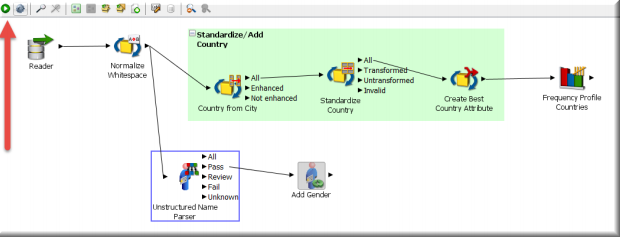 Standardize/Add
Country
Reader
Normalize
Whitespace
All
Enhanced
Not enhanced
Country from City
All
Transformed
Untransformed
Invalid
Standardize
Country
Create Best
Country Attribute
Frequency Profile
Countries
All
Pass
Review
Fail
Unknown
Unstructured Name
Parser
Add Gender